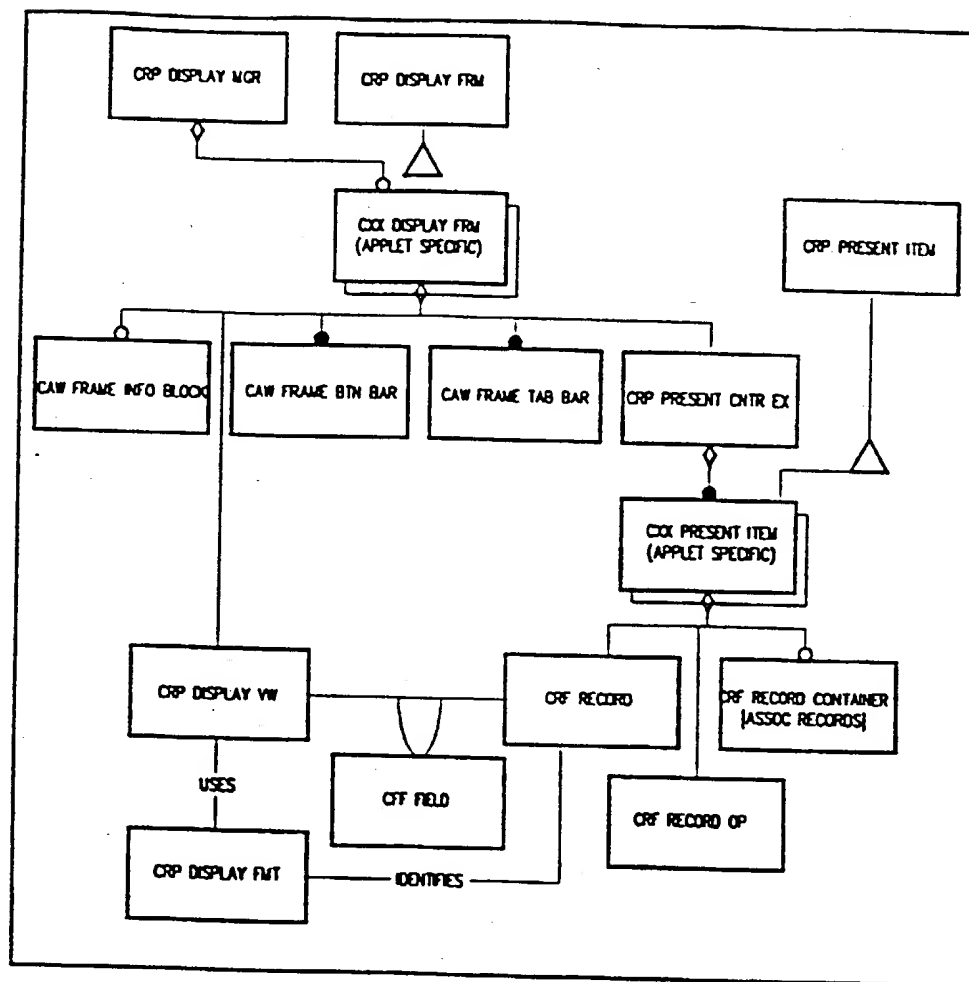 CRP DISPLAY MGR
CRP DISPLAY FRM
CXX DISPLAY FRM
(APPLET SPECIFIC)
CRP PRESENT ITEM
CAW FRAME INFO BLOCK
CAW FRAME BTN BAR
CAW FRAME TAB BAR
CRP PRESENT CNTR EX
CXX PRESENT ITEM
(APPLET SPECIFIC)
CRP DISPLAY VW
CRF RECORD
CRF RECORD CONTAINER
|ASSOC RECORDS|
USES
CFF FIELD
CRF RECORD OP
CRP DISPLAY FMT
IDENTIFIES